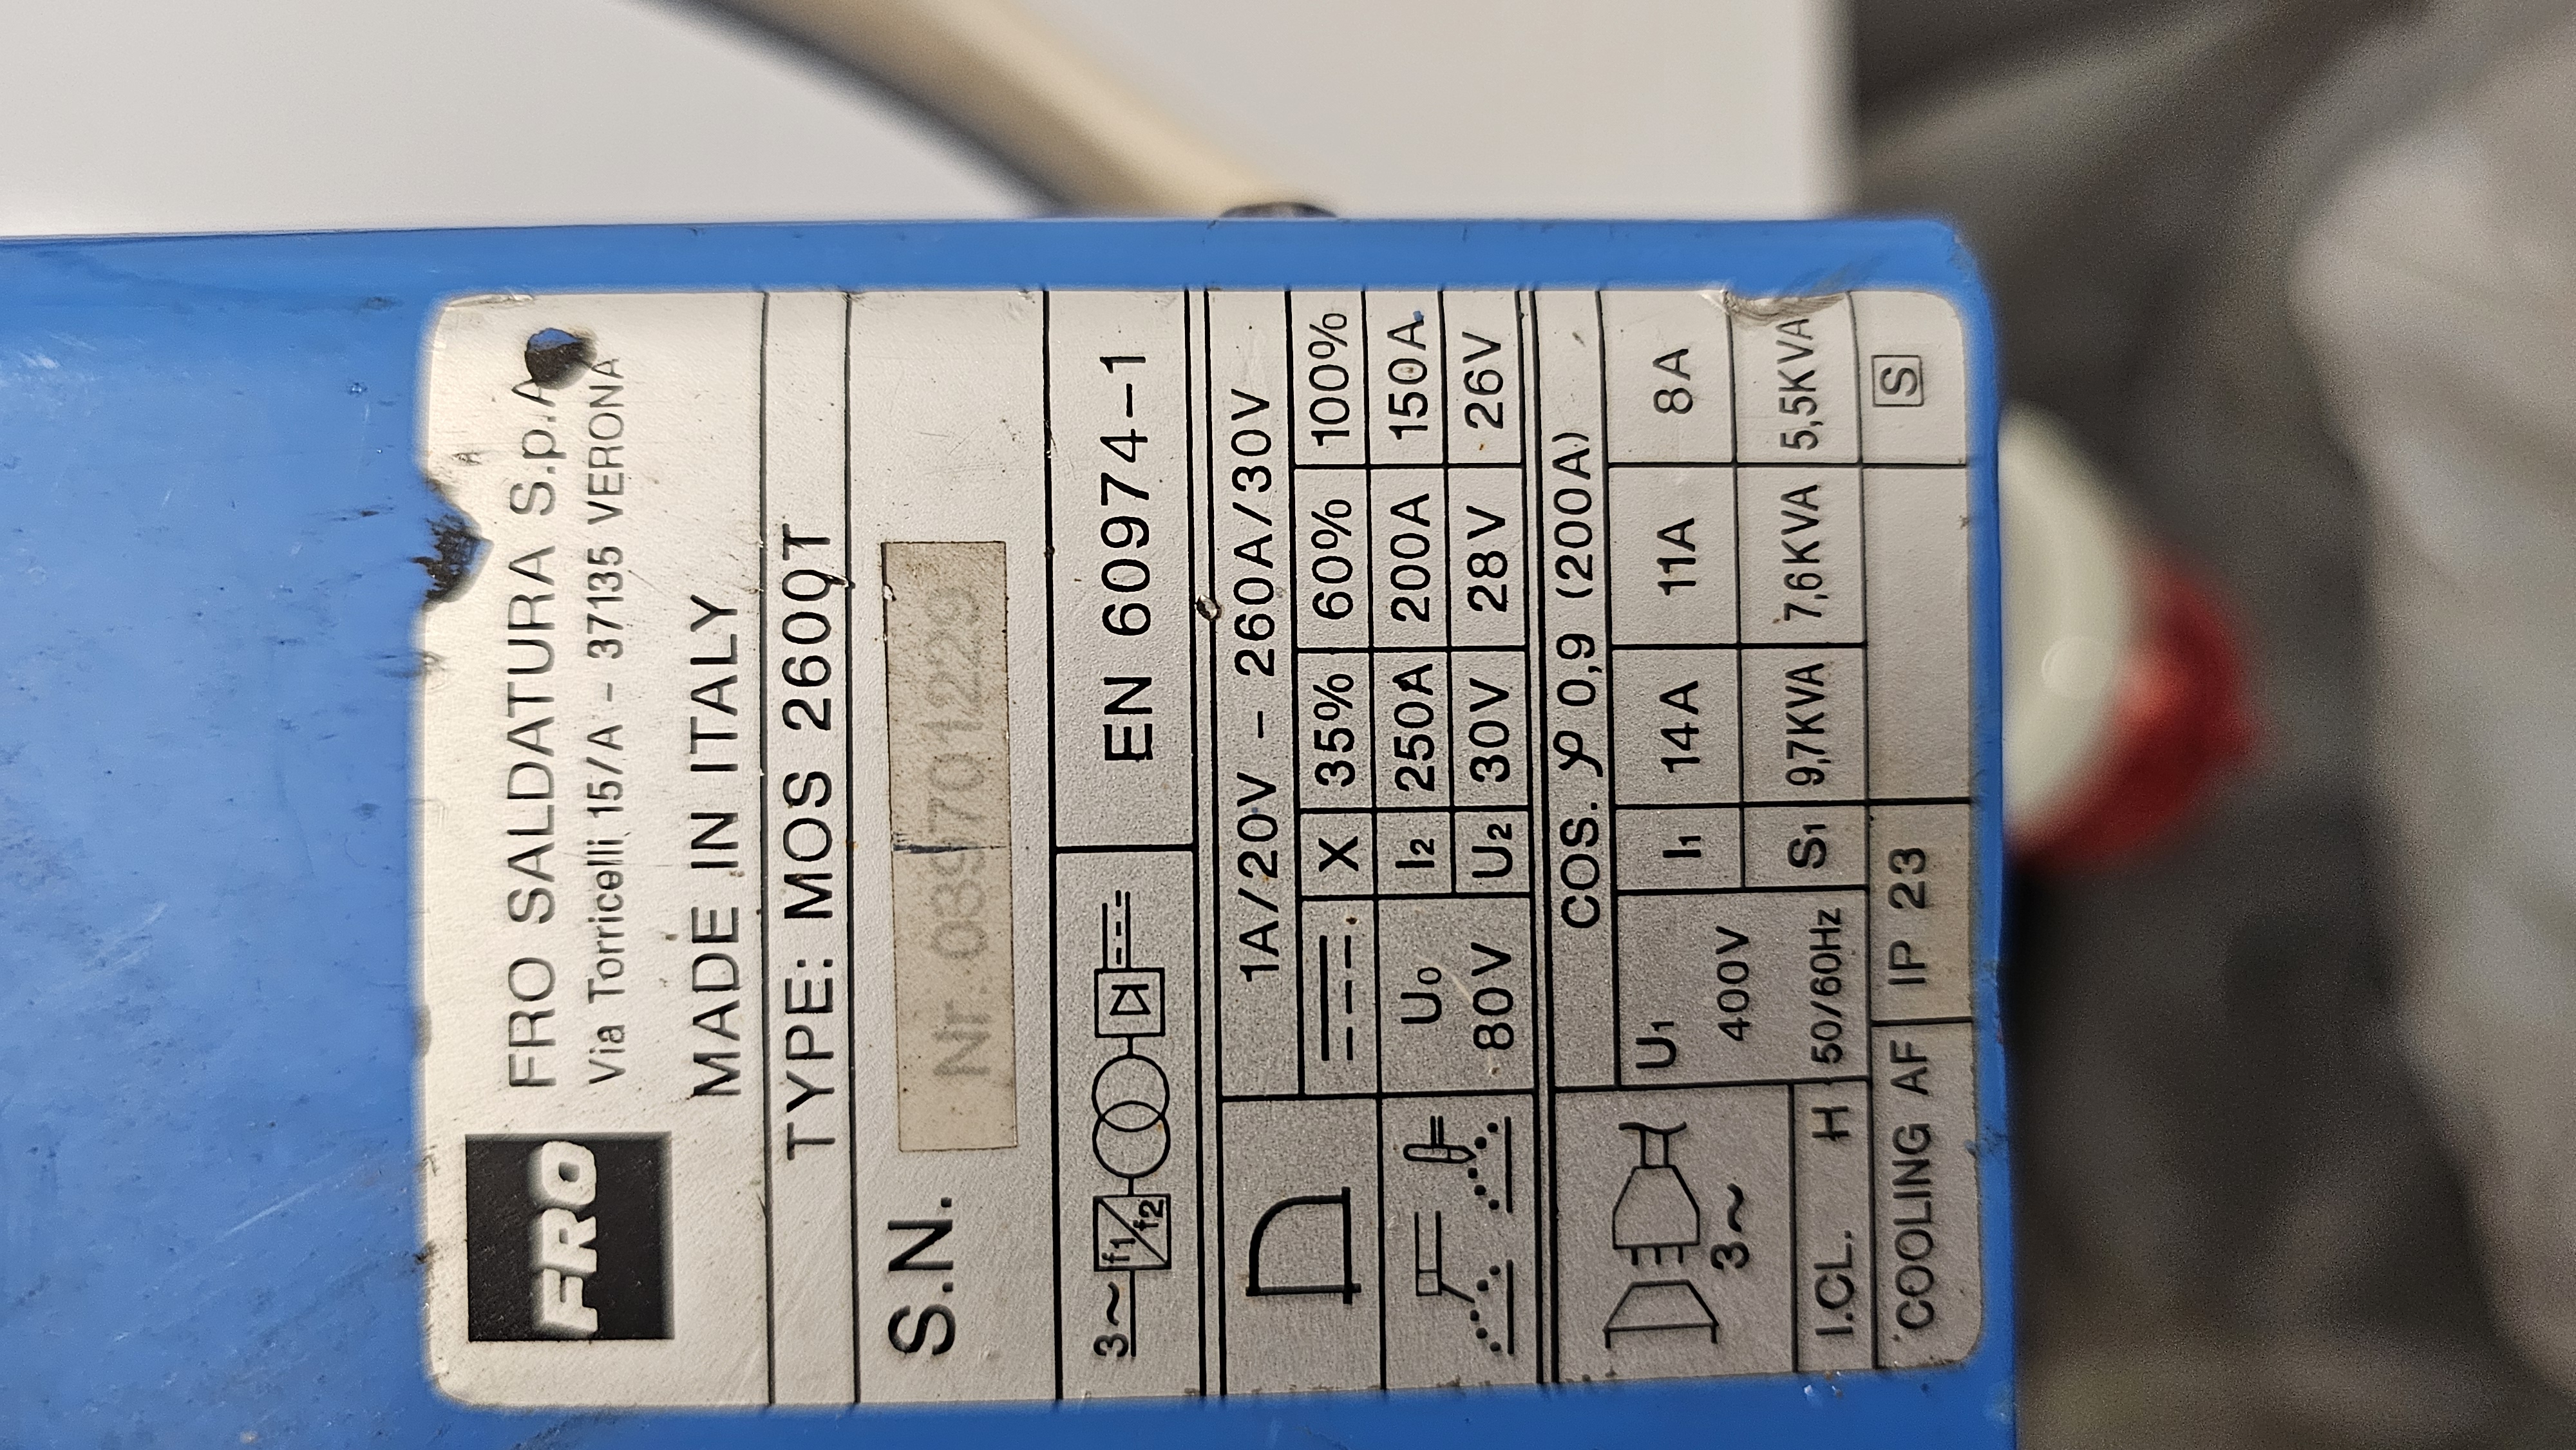 FRO
FRO SALDATURA S.p.A
Via Torricelli 15/A - 37135 VERONA
MADE IN ITALY
TYPE: MOS 260QT
S.N.
Nr.
3~ f1/f2
EN 60974-1
1A/20V - 260A/30V
X 35% 60% 100%
U0 80V
I2 250A 200A 150A
U2 30V 28V 26V
COS. φ 0,9 (200A)
3~
U1 400V
50/60Hz
I1 14A 11A 8A
S1 9,7KVA 7,6KVA 5,5KVA
I.CL. H
COOLING AF IP 23 S